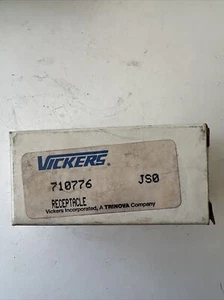 VICKERS
710776 JS0
RECEPTACLE
Vickers Incorporated, A TRINOVA Company